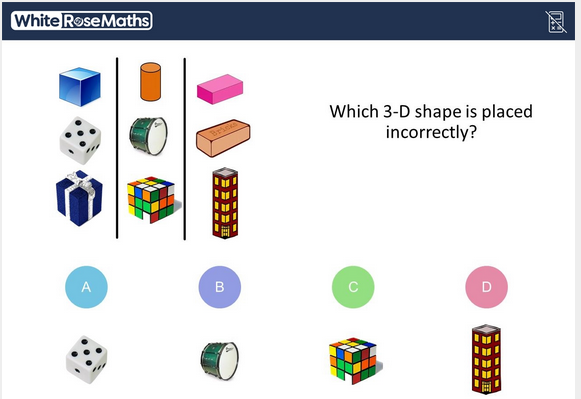 White Rose Maths
Which 3-D shape is placed
incorrectly?
A
B
C
D